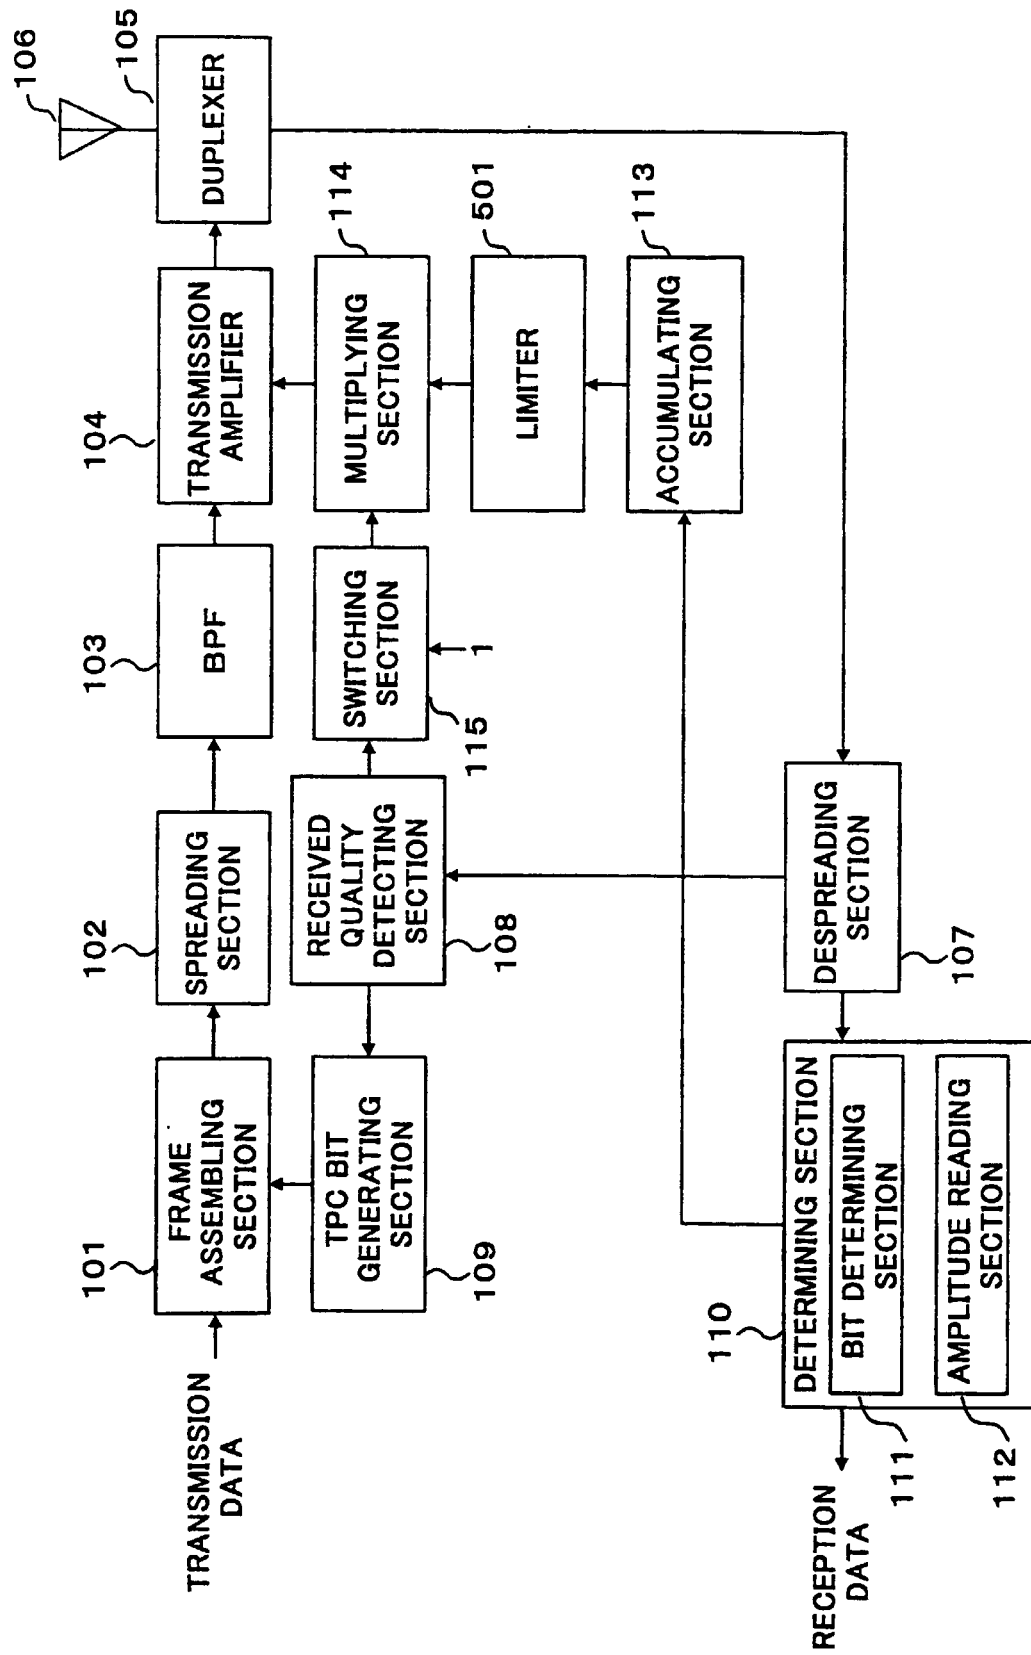 TRANSMISSION
DATA
101
FRAME
ASSEMBLING
SECTION
102
SPREADING
SECTION
103
BPF
104
TRANSMISSION
AMPLIFIER
105
DUPLEXER
106
TPC BIT
GENERATING
SECTION
109
RECEIVED
QUALITY
DETECTING
SECTION
108
SWITCHING
SECTION
115
1
MULTIPLYING
SECTION
114
LIMITER
501
ACCUMULATING
SECTION
113
RECEPTION
DATA
110
DETERMINING SECTION
BIT DETERMINING
SECTION
111
AMPLITUDE READING
SECTION
112
DESPREADING
SECTION
107